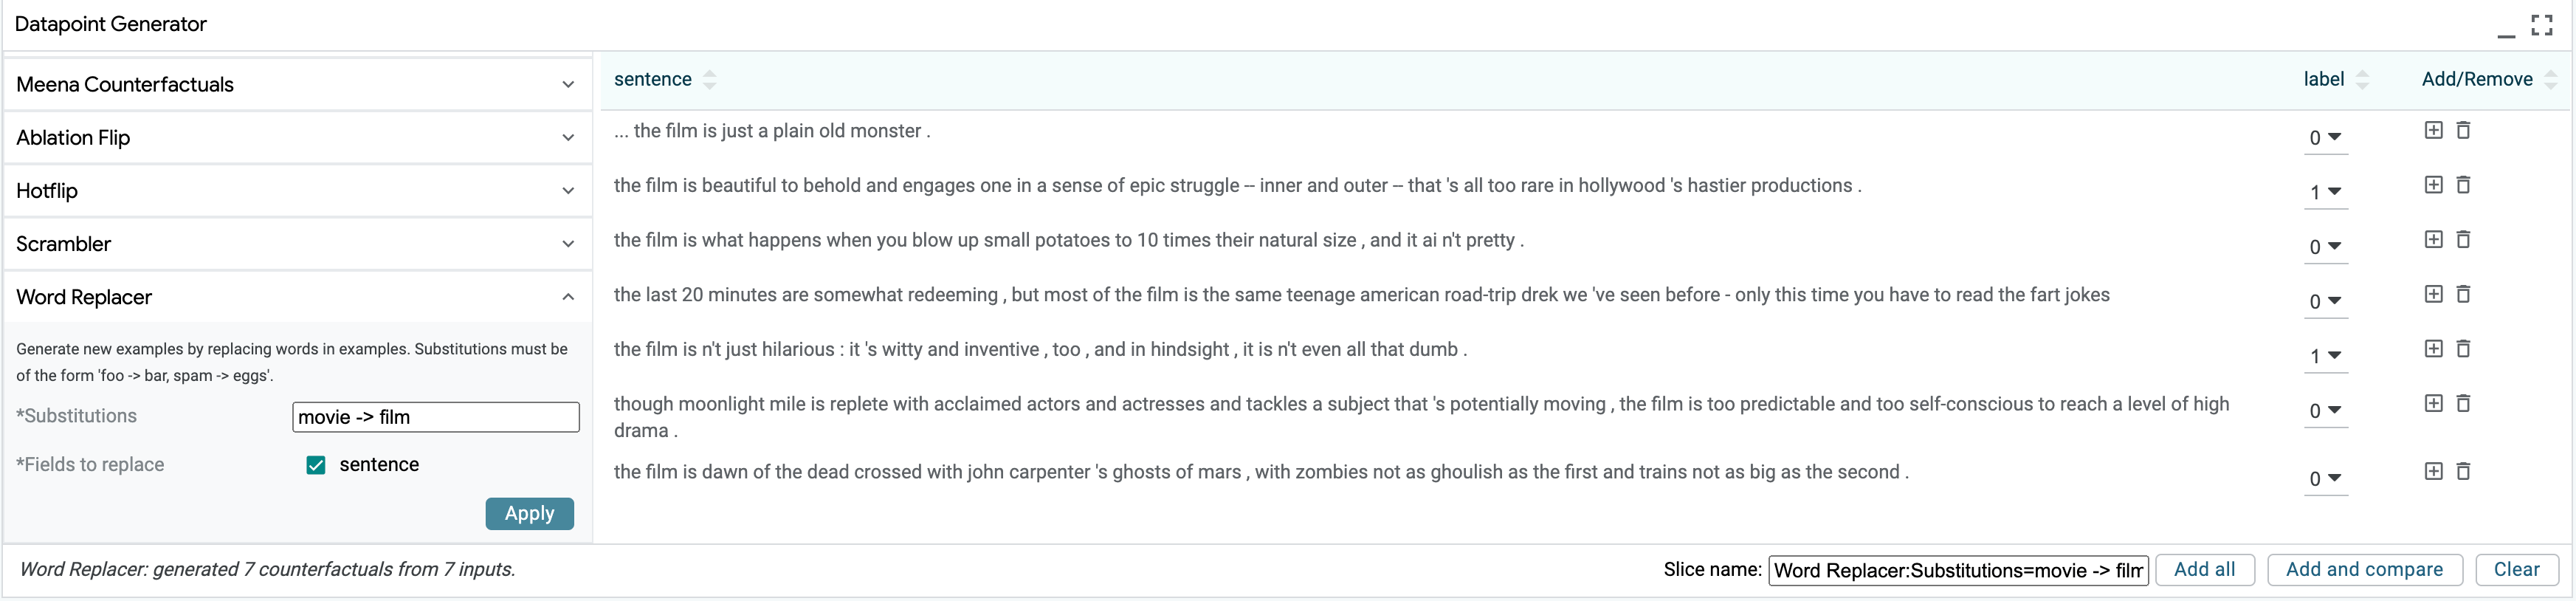 Datapoint Generator
Meena Counterfactuals
Ablation Flip
Hotflip
Scrambler
Word Replacer
Generate new examples by replacing words in examples. Substitutions must be
of the form 'foo -> bar, spam -> eggs'.
*Substitutions movie -> film
*Fields to replace sentence
Apply
sentence label Add/Remove
... the film is just a plain old monster . 0
the film is beautiful to behold and engages one in a sense of epic struggle -- inner and outer -- that 's all too rare in hollywood 's hastier productions . 1
the film is what happens when you blow up small potatoes to 10 times their natural size , and it ai n't pretty . 0
the last 20 minutes are somewhat redeeming , but most of the film is the same teenage american road-trip drek we 've seen before - only this time you have to read the fart jokes 0
the film is n't just hilarious : it 's witty and inventive , too , and in hindsight , it is n't even all that dumb . 1
though moonlight mile is replete with acclaimed actors and actresses and tackles a subject that 's potentially moving , the film is too predictable and too self-conscious to reach a level of high 0
drama .
the film is dawn of the dead crossed with john carpenter 's ghosts of mars , with zombies not as ghoulish as the first and trains not as big as the second . 0
Word Replacer: generated 7 counterfactuals from 7 inputs.
Slice name: Word Replacer:Substitutions=movie -> film Add all Add and compare Clear